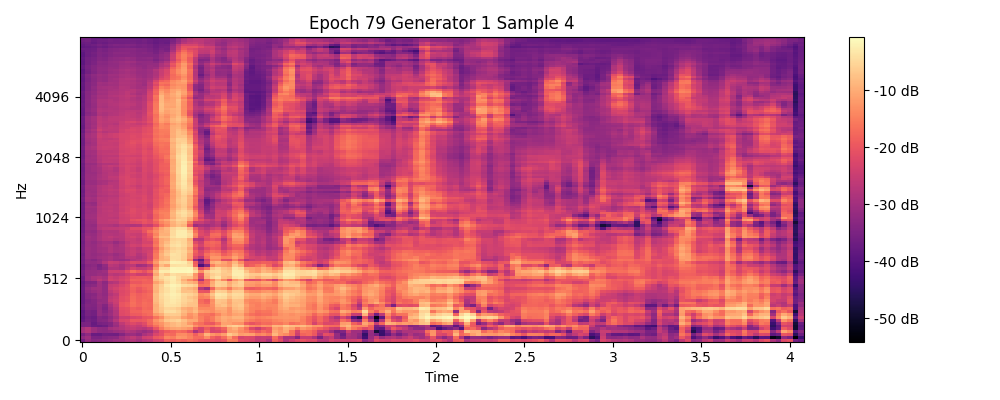 Epoch 79 Generator 1 Sample 4
Hz
4096
2048
1024
512
0
0 0.5 1 1.5 2 2.5 3 3.5 4
Time
-10 dB
-20 dB
-30 dB
-40 dB
-50 dB